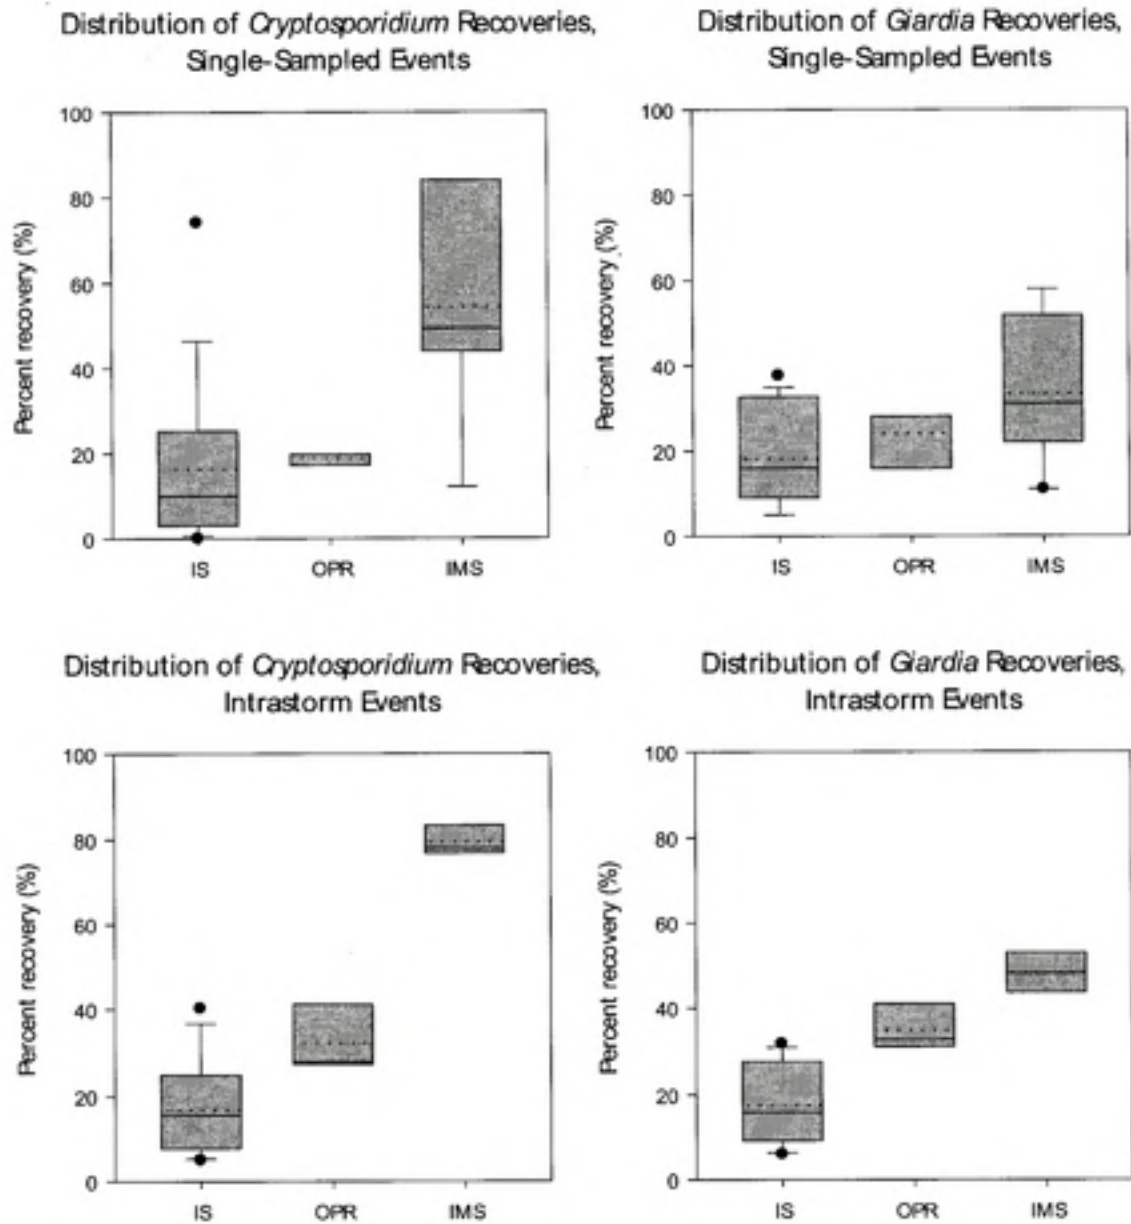 Distribution of Cryptosporidium Recoveries,
Single-Sampled Events
Percent recovery (%)
100
80
60
40
20
0
IS OPR IMS
Distribution of Giardia Recoveries,
Single-Sampled Events
Percent recovery (%)
100
80
60
40
20
0
IS OPR IMS
Distribution of Cryptosporidium Recoveries,
Intrastorm Events
Percent recovery (%)
100
80
60
40
20
0
IS OPR IMS
Distribution of Giardia Recoveries,
Intrastorm Events
Percent recovery (%)
100
80
60
40
20
0
IS OPR IMS